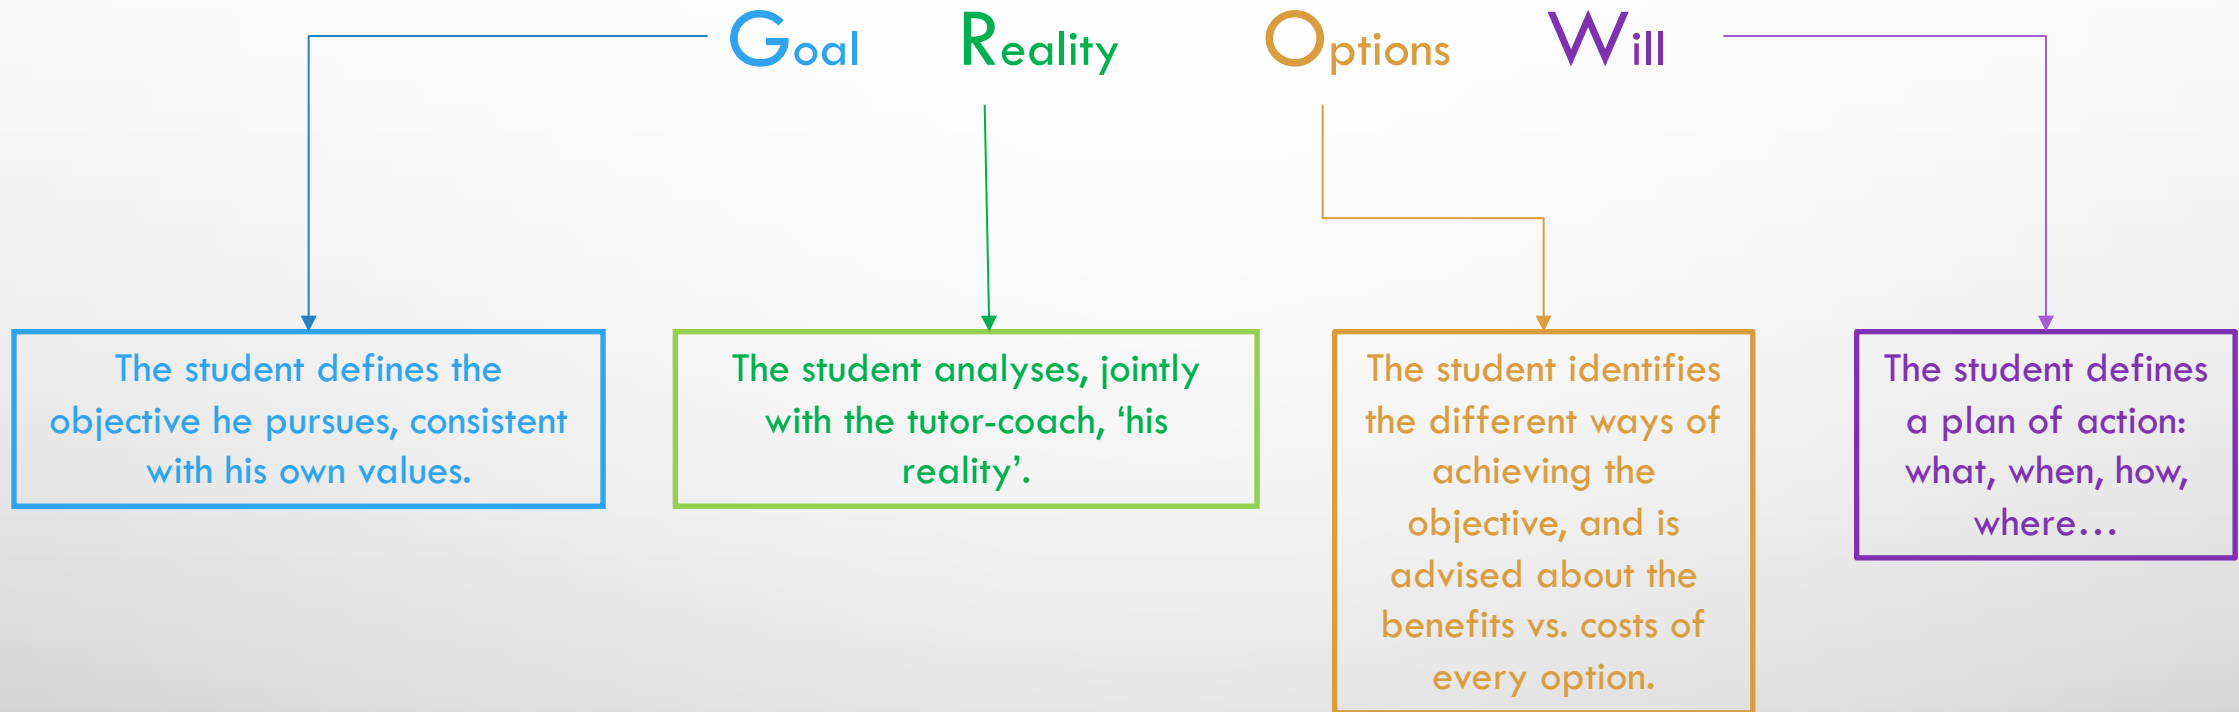 Goal Reality Options Will
The student defines the
objective he pursues, consistent
with his own values.
The student analyses, jointly
with the tutor-coach, ‘his
reality’.
The student identifies
the different ways of
achieving the
objective, and is
advised about the
benefits vs. costs of
every option.
The student defines
a plan of action:
what, when, how,
where…